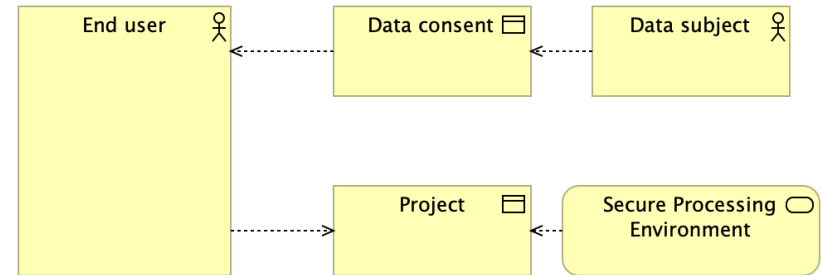 End user
Data consent
Data subject
Project
Secure Processing
Environment